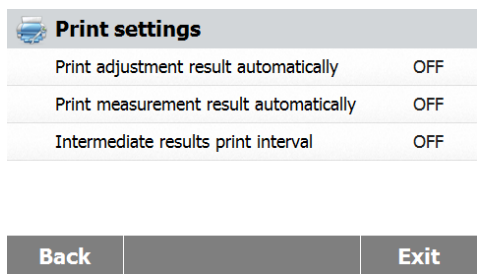 Print settings
Print adjustment result automatically OFF
Print measurement result automatically OFF
Intermediate results print interval OFF
Back Exit